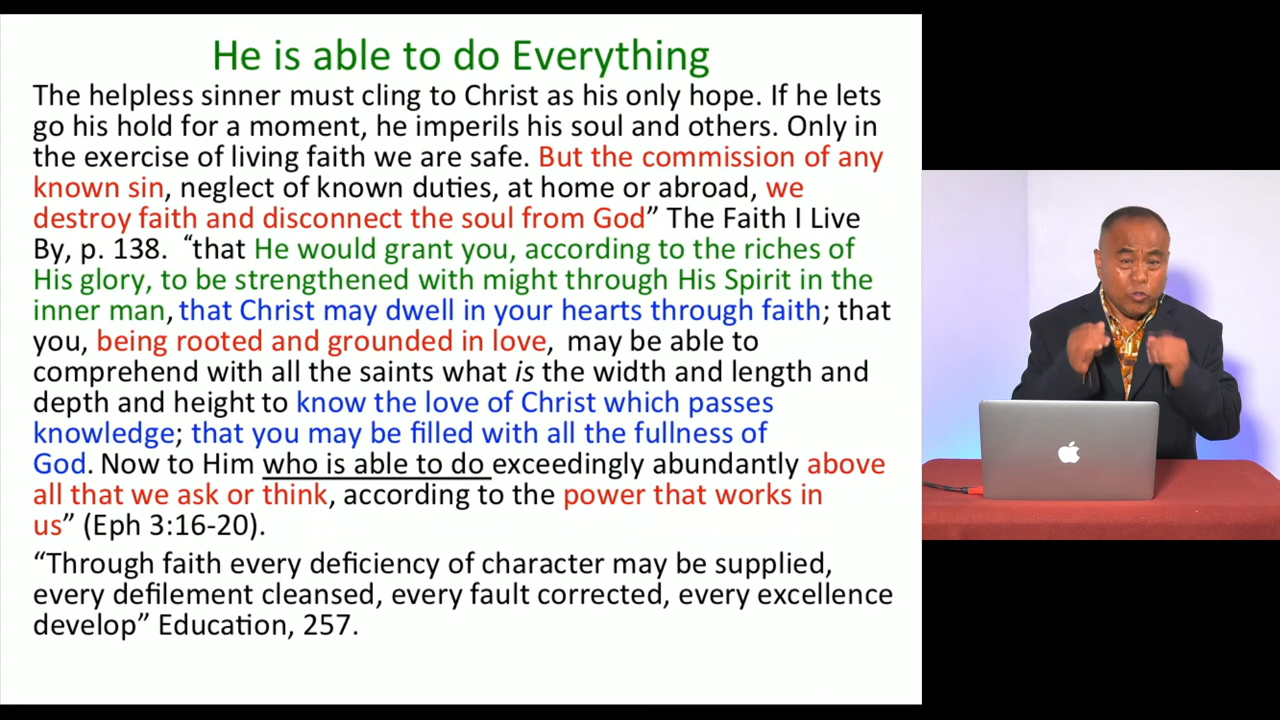 He is able to do Everything
The helpless sinner must cling to Christ as his only hope. If he lets
go his hold for a moment, he imperils his soul and others. Only in
the exercise of living faith we are safe. But the commission of any
known sin, neglect of known duties, at home or abroad, we
destroy faith and disconnect the soul from God” The Faith I Live
By, p. 138. “that He would grant you, according to the riches of
His glory, to be strengthened with might through His Spirit in the
inner man, that Christ may dwell in your hearts through faith; that
you, being rooted and grounded in love, may be able to
comprehend with all the saints what is the width and length and
depth and height to know the love of Christ which passes
knowledge; that you may be filled with all the fullness of
God. Now to Him who is able to do exceedingly abundantly above
all that we ask or think, according to the power that works in
us” (Eph 3:16-20).
“Through faith every deficiency of character may be supplied,
every defilement cleansed, every fault corrected, every excellence
develop” Education, 257.